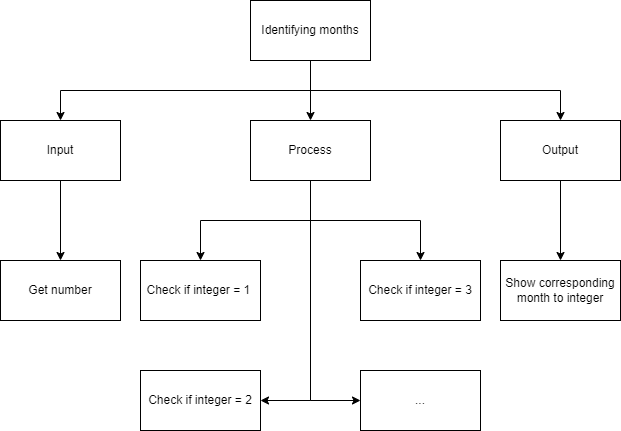 Identifying months
Input
Process
Output
Get number
Check if integer = 1
Check if integer = 3
Show corresponding
month to integer
Check if integer = 2
...